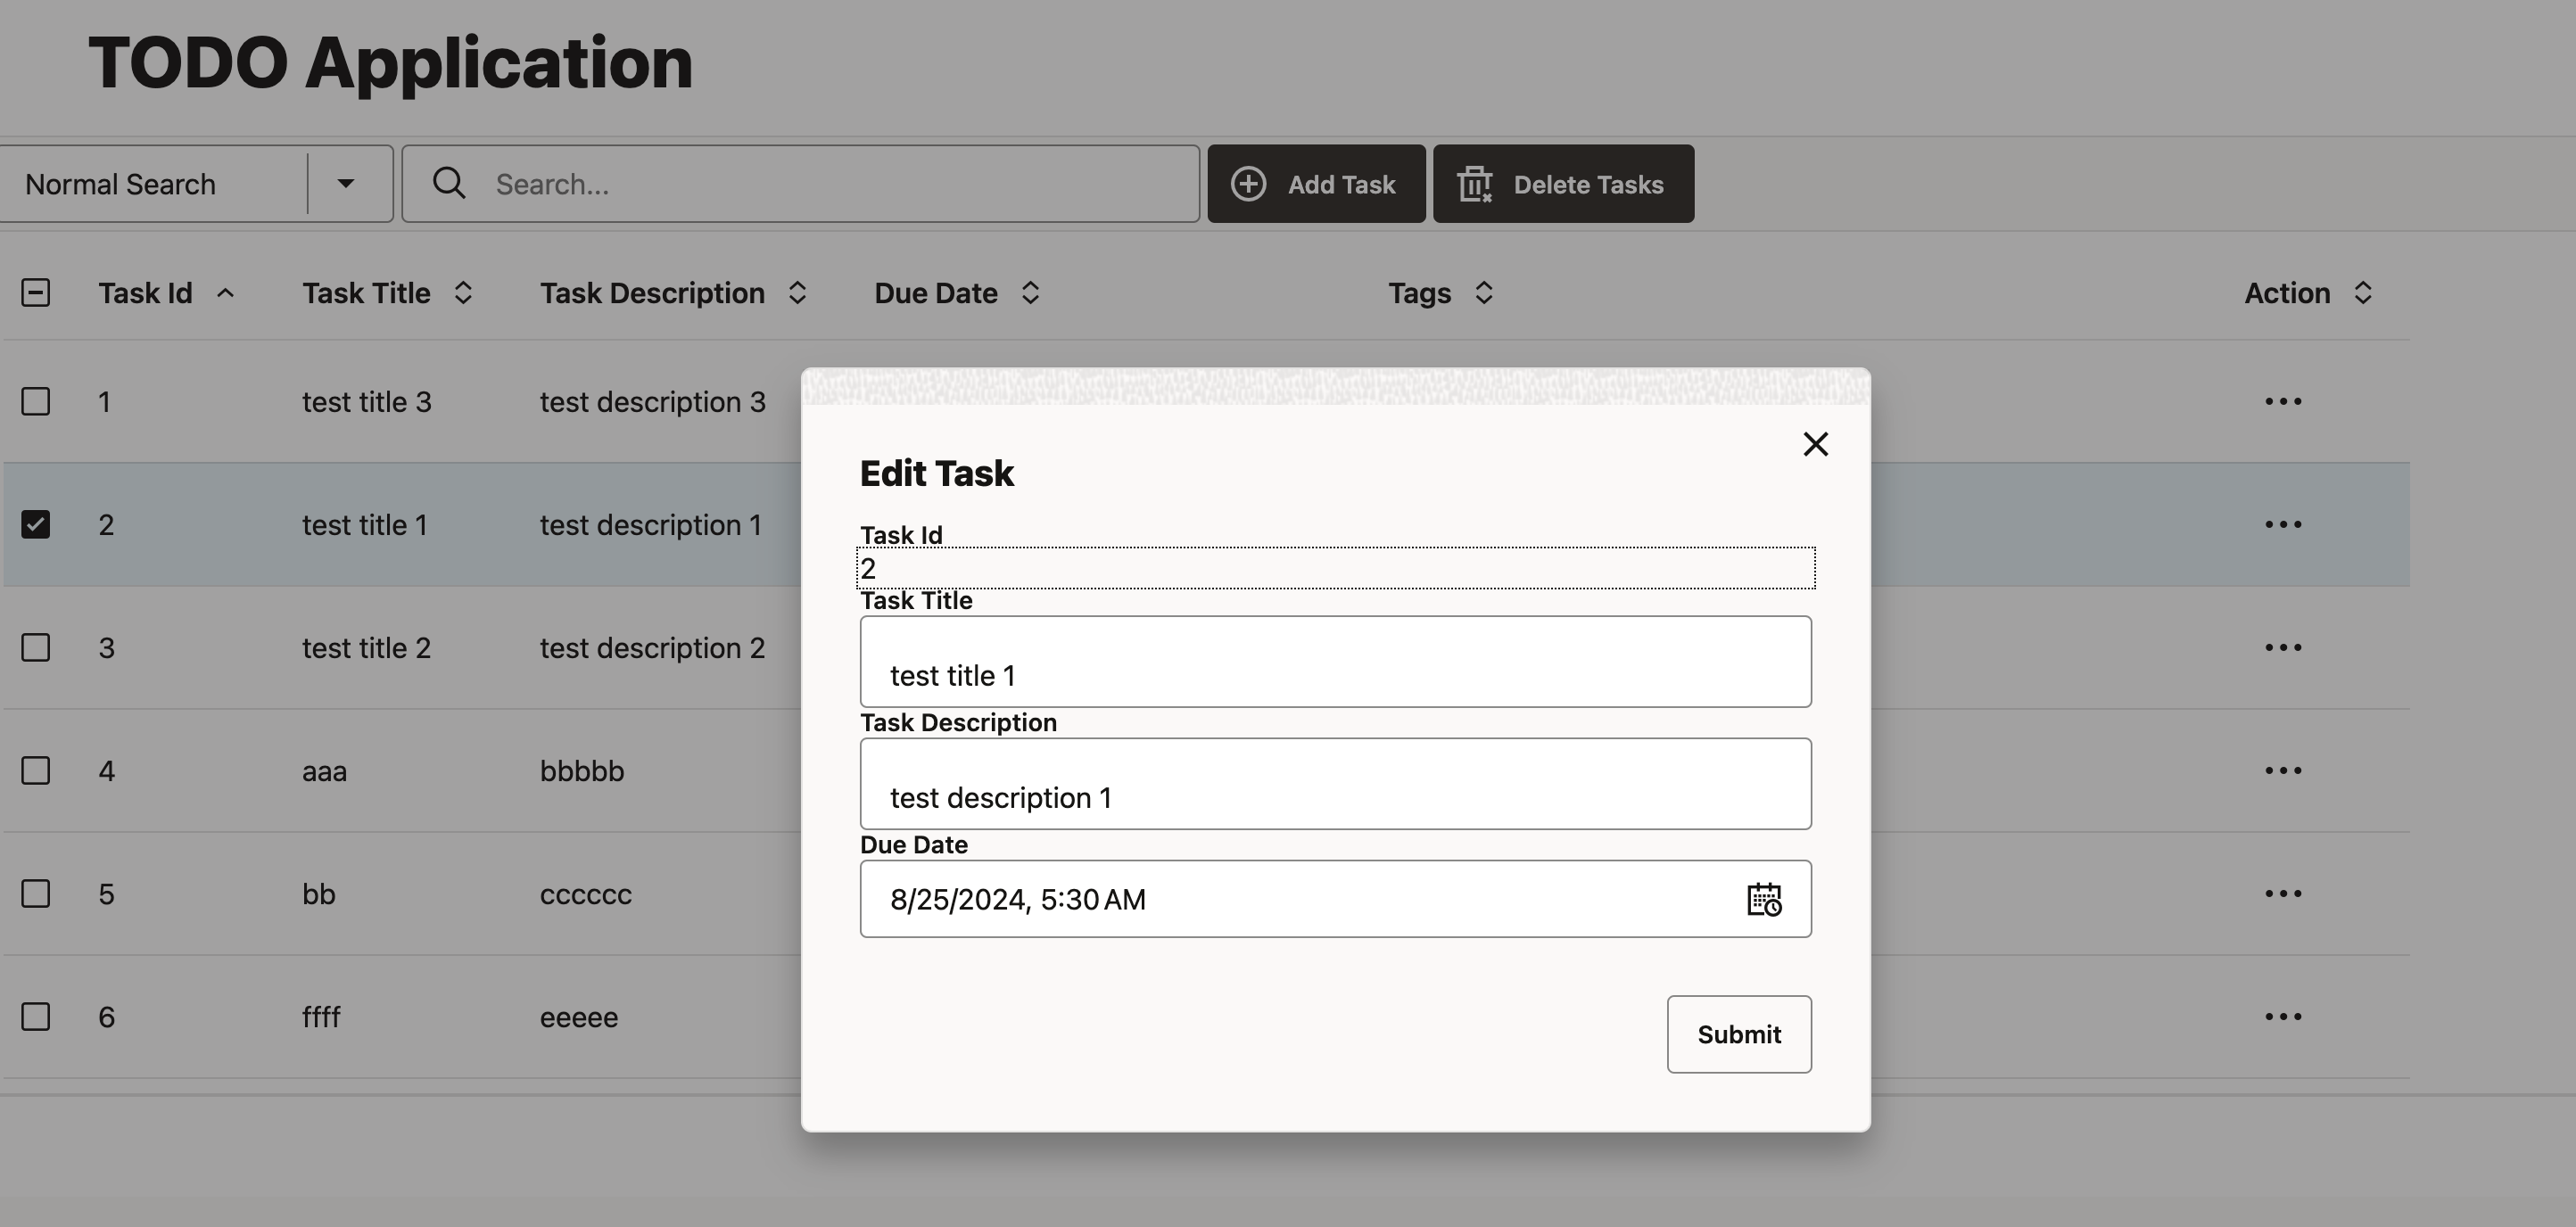 TODO Application
Normal Search
Search...
Add Task
Delete Tasks
Task Id Task Title Task Description Due Date Tags Action
1 test title 3 test description 3
2 test title 1 test description 1
3 test title 2 test description 2
4 aaa bbbbb
5 bb cccccc
6 ffff eeeee
Edit Task
Task Id
2
Task Title
test title 1
Task Description
test description 1
Due Date
8/25/2024, 5:30 AM
Submit